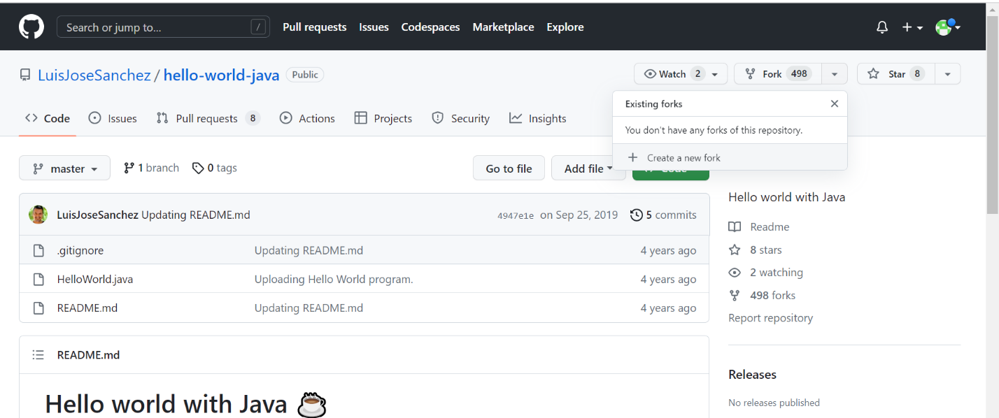 Search or jump to... / Pull requests Issues Codespaces Marketplace Explore
LuisJoseSanchez / hello-world-java Public Watch 2 Fork 498 Star 8
Existing forks
You don't have any forks of this repository.
Create a new fork
Code Issues Pull requests 8 Actions Projects Security Insights
master 1 branch 0 tags Go to file Add file Code
LuisJoseSanchez Updating README.md 4947e1e on Sep 25, 2019 5 commits
.gitignore Updating README.md 4 years ago
HelloWorld.java Uploading Hello World program. 4 years ago
README.md Updating README.md 4 years ago
README.md
Hello world with Java
Hello world with Java
Readme
8 stars
2 watching
498 forks
Report repository
Releases
No releases published